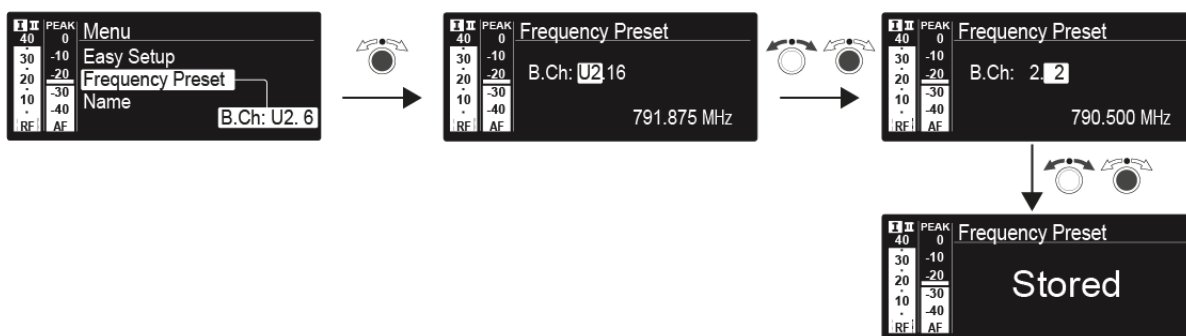 I II PEAK Menu
40 0
30 -10 Easy Setup
20 -20 Frequency Preset
10 -30 Name
-40 B.Ch: U2. 6
RF AF
I II PEAK Frequency Preset
40 0
30 -10
20 -20 B.Ch: U2.16
10 -30
-40 791.875 MHz
RF AF
I II PEAK Frequency Preset
40 0
30 -10
20 -20 B.Ch: 2. 2
10 -30
-40 790.500 MHz
RF AF
I II PEAK Frequency Preset
40 0
30 -10
20 -20 Stored
10 -30
-40
RF AF